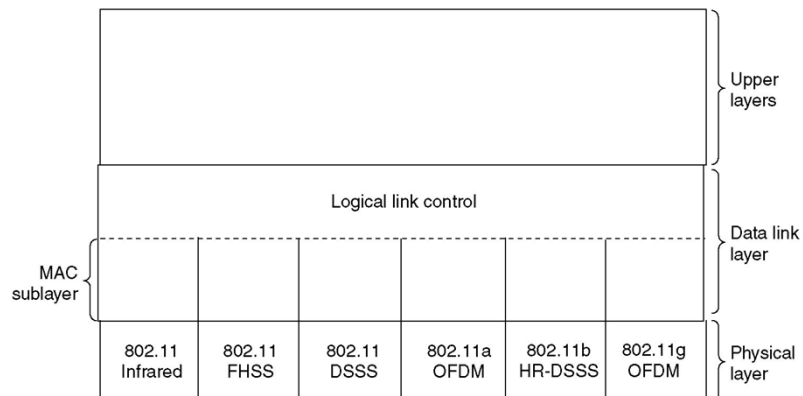 Upper
layers
Logical link control
Data link
layer
MAC
sublayer
802.11
Infrared
802.11
FHSS
802.11
DSSS
802.11a
OFDM
802.11b
HR-DSSS
802.11g
OFDM
Physical
layer